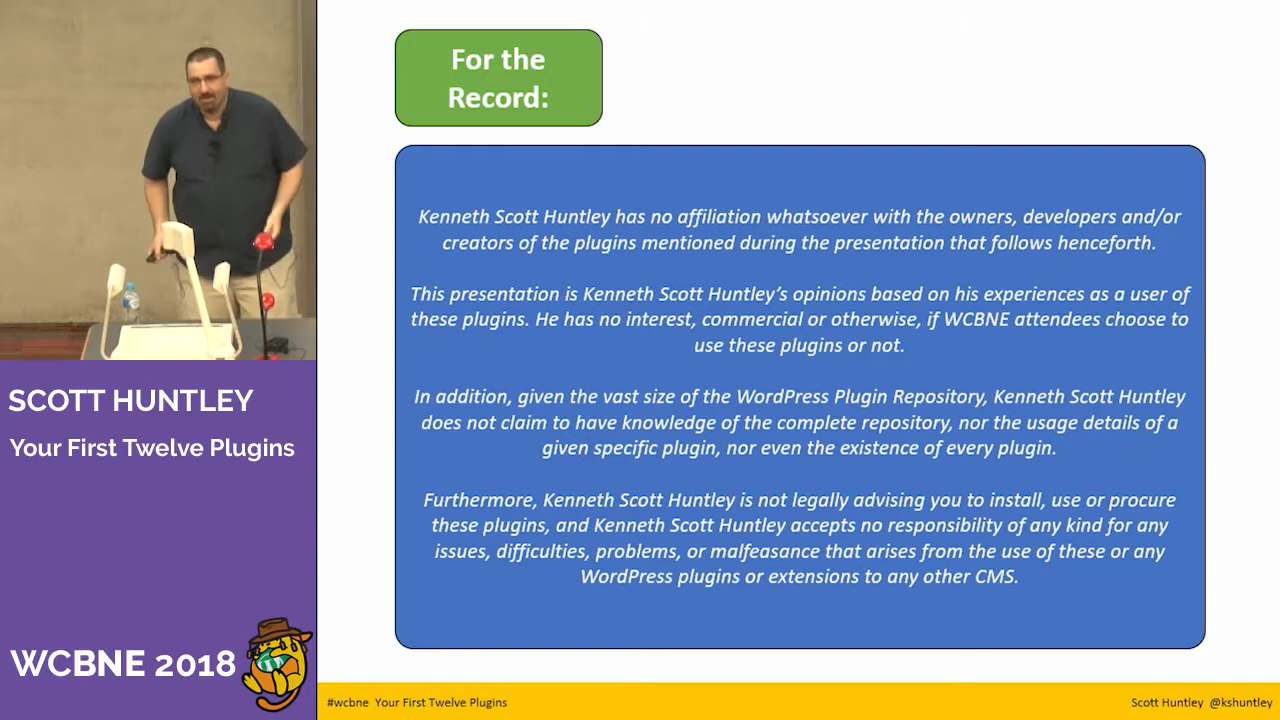 For the
Record:
Kenneth Scott Huntley has no affiliation whatsoever with the owners, developers and/or
creators of the plugins mentioned during the presentation that follows henceforth.
This presentation is Kenneth Scott Huntley's opinions based on his experiences as a user of
these plugins. He has no interest, commercial or otherwise, if WCBNE attendees choose to
use these plugins or not.
In addition, given the vast size of the WordPress Plugin Repository, Kenneth Scott Huntley
does not claim to have knowledge of the complete repository, nor the usage details of a
given specific plugin, nor even the existence of every plugin.
Furthermore, Kenneth Scott Huntley is not legally advising you to install, use or procure
these plugins, and Kenneth Scott Huntley accepts no responsibility of any kind for any
issues, difficulties, problems, or malfeasance that arises from the use of these or any
WordPress plugins or extensions to any other CMS.
SCOTT HUNTLEY
Your First Twelve Plugins
WCBNE 2018
#wcbne Your First Twelve Plugins
Scott Huntley @kshuntley